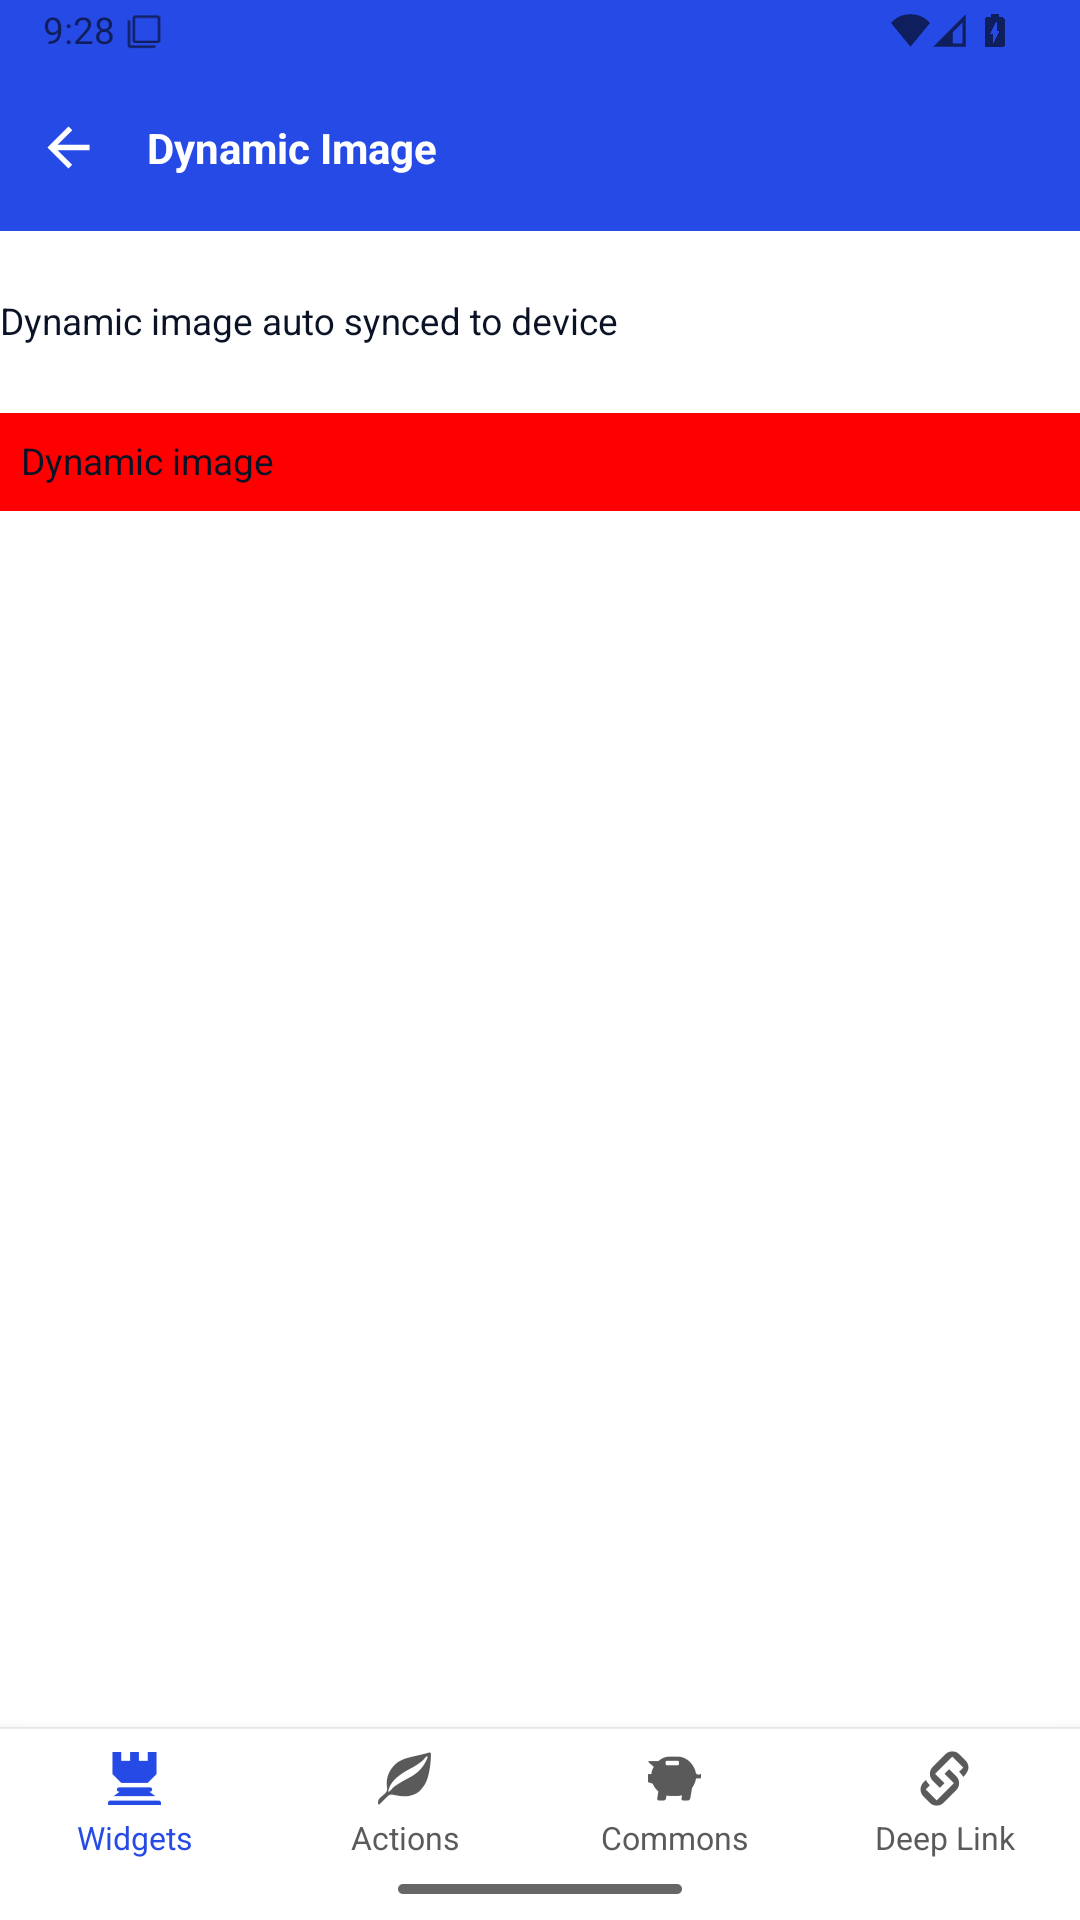 9:28
Dynamic Image
Dynamic image auto synced to device
Dynamic image
Widgets
Actions
Commons
Deep Link